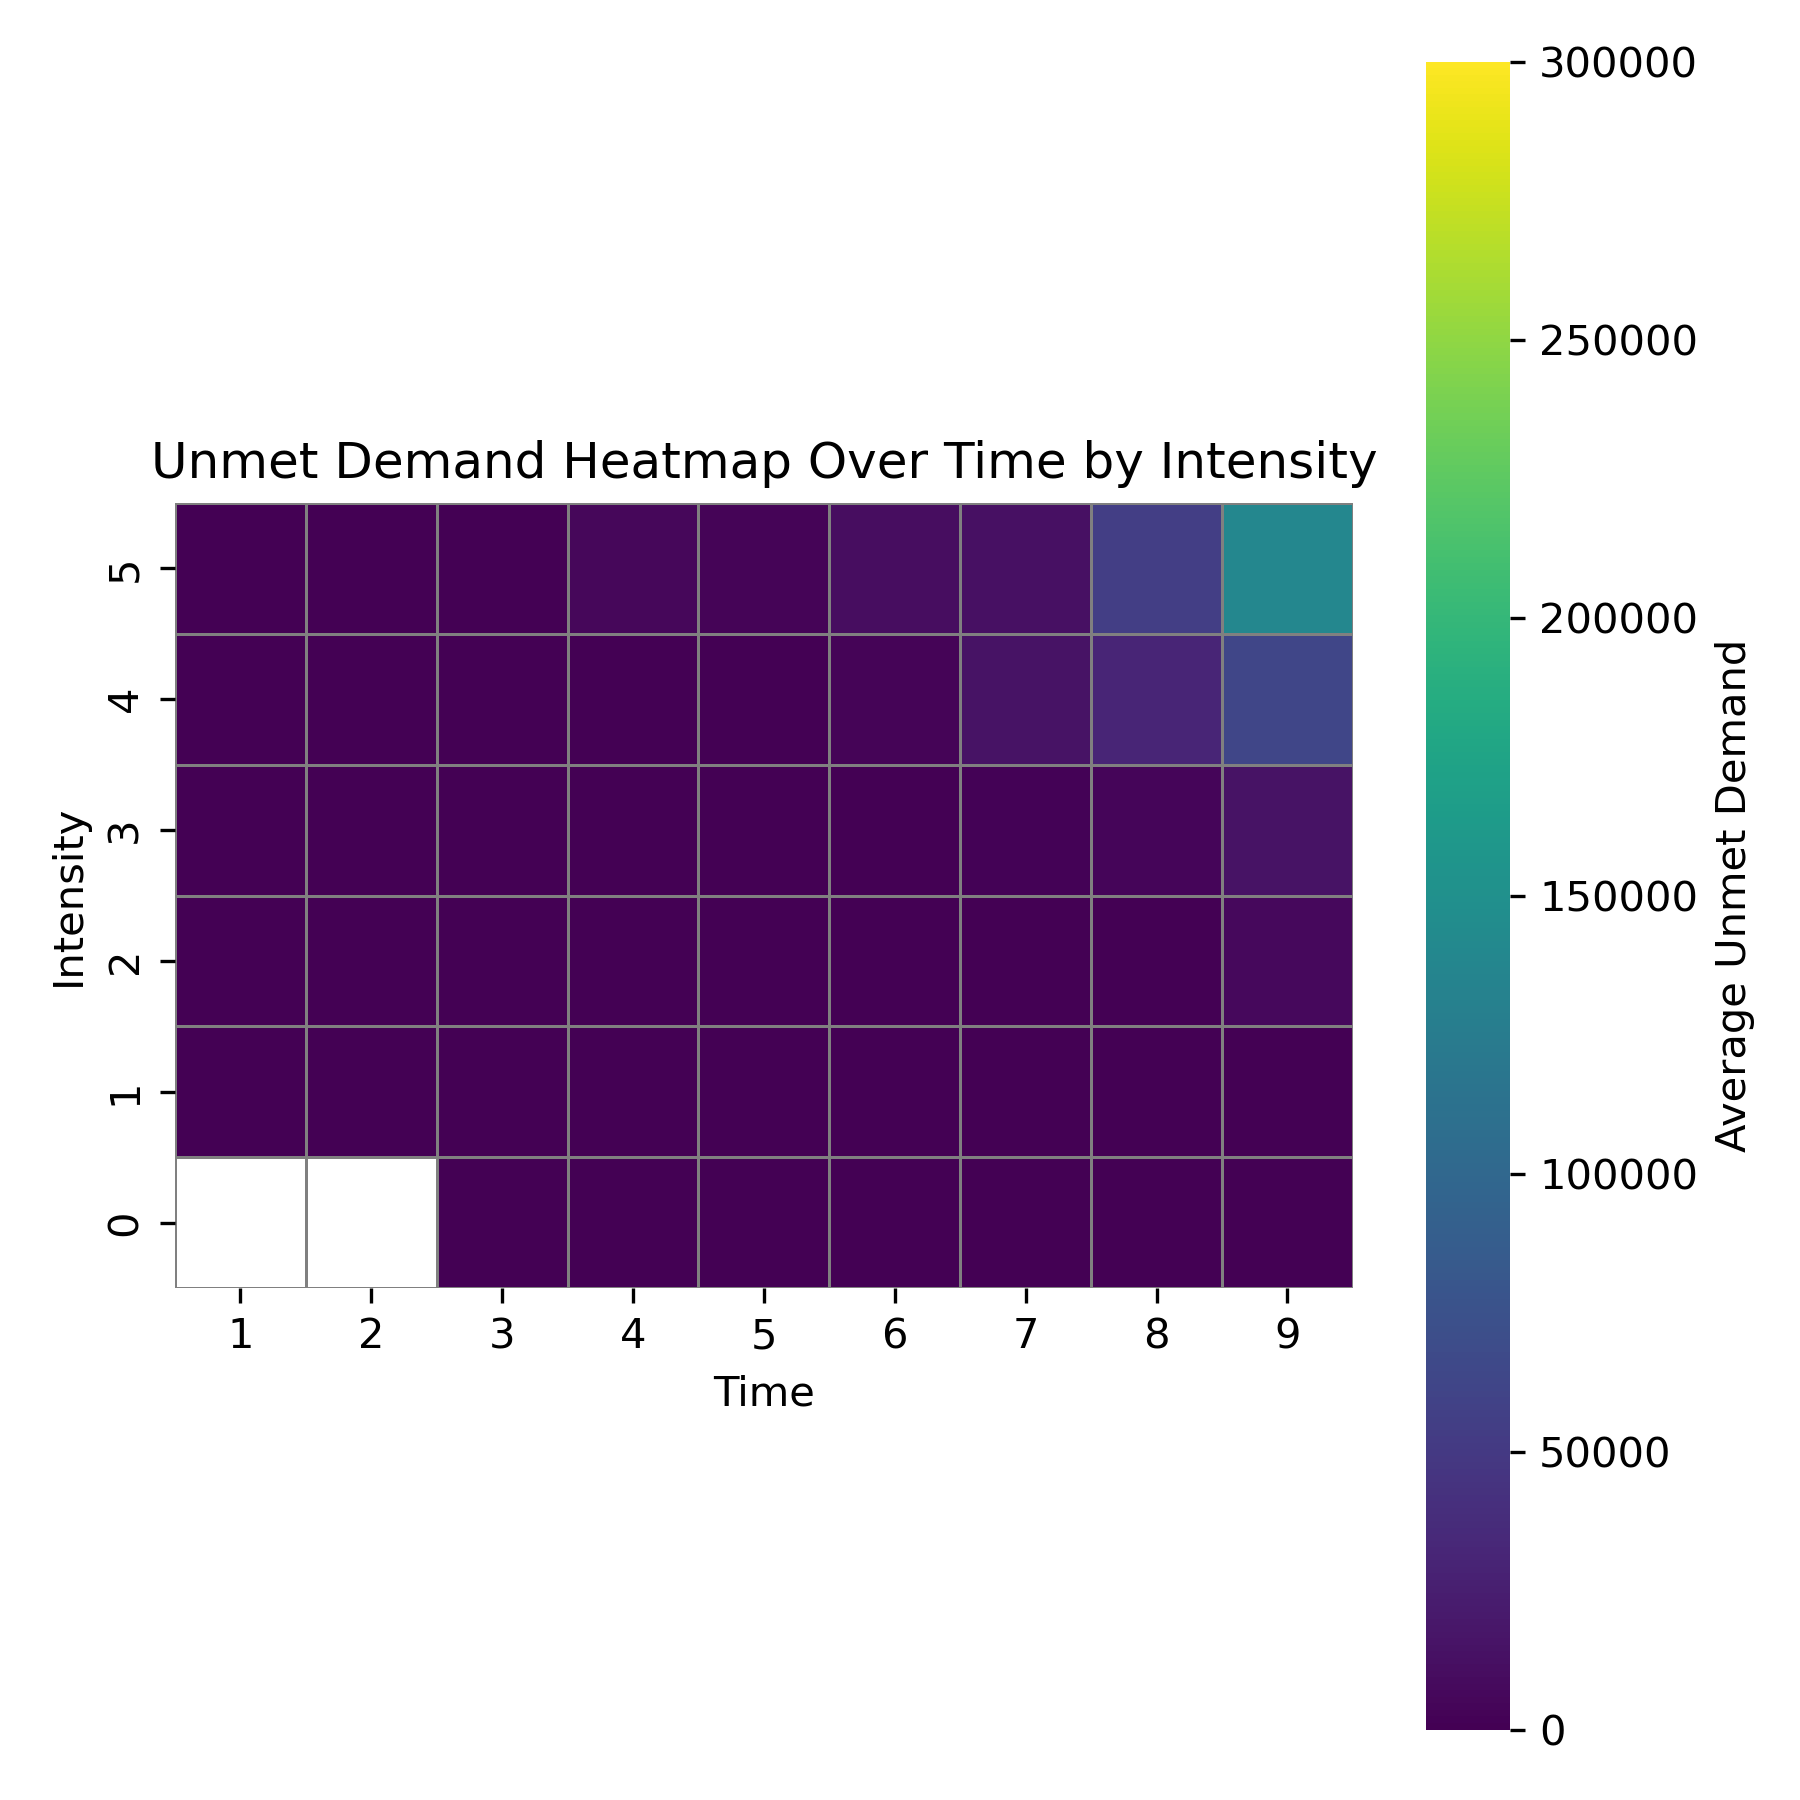 Unmet Demand Heatmap Over Time by Intensity
Intensity
5
4
3
2
1
0
1 2 3 4 5 6 7 8 9
Time
300000
250000
200000
150000
100000
50000
0
Average Unmet Demand